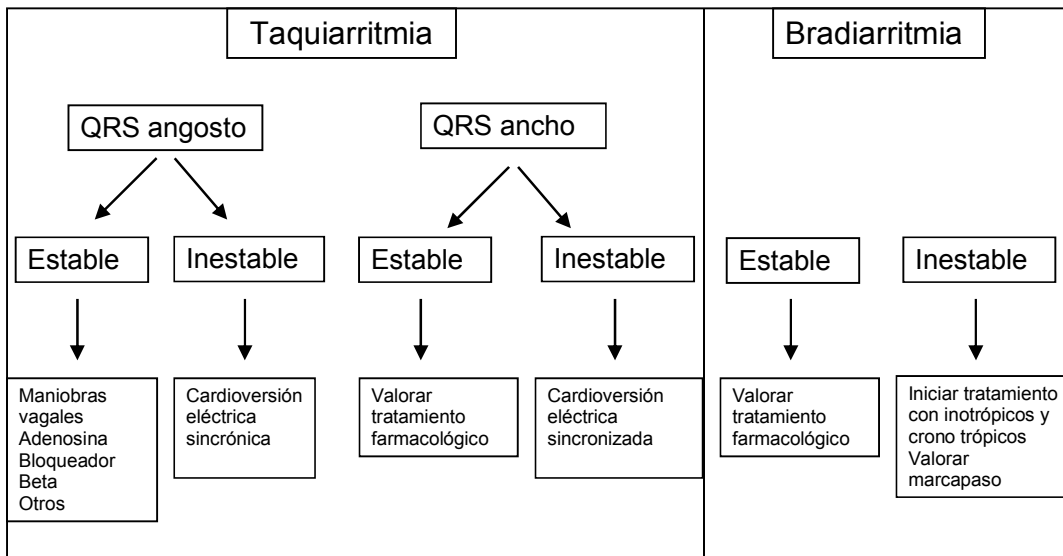 Taquiarritmia
Bradiarritmia
QRS angosto
QRS ancho
Estable
Inestable
Estable
Inestable
Estable
Inestable
Maniobras
vagales
Adenosina
Bloqueador
Beta
Otros
Cardioversión
eléctrica
sincrónica
Valorar
tratamiento
farmacológico
Cardioversión
eléctrica
sincronizada
Valorar
tratamiento
farmacológico
Iniciar tratamiento
con inotrópicos y
crono trópicos
Valorar
marcapaso